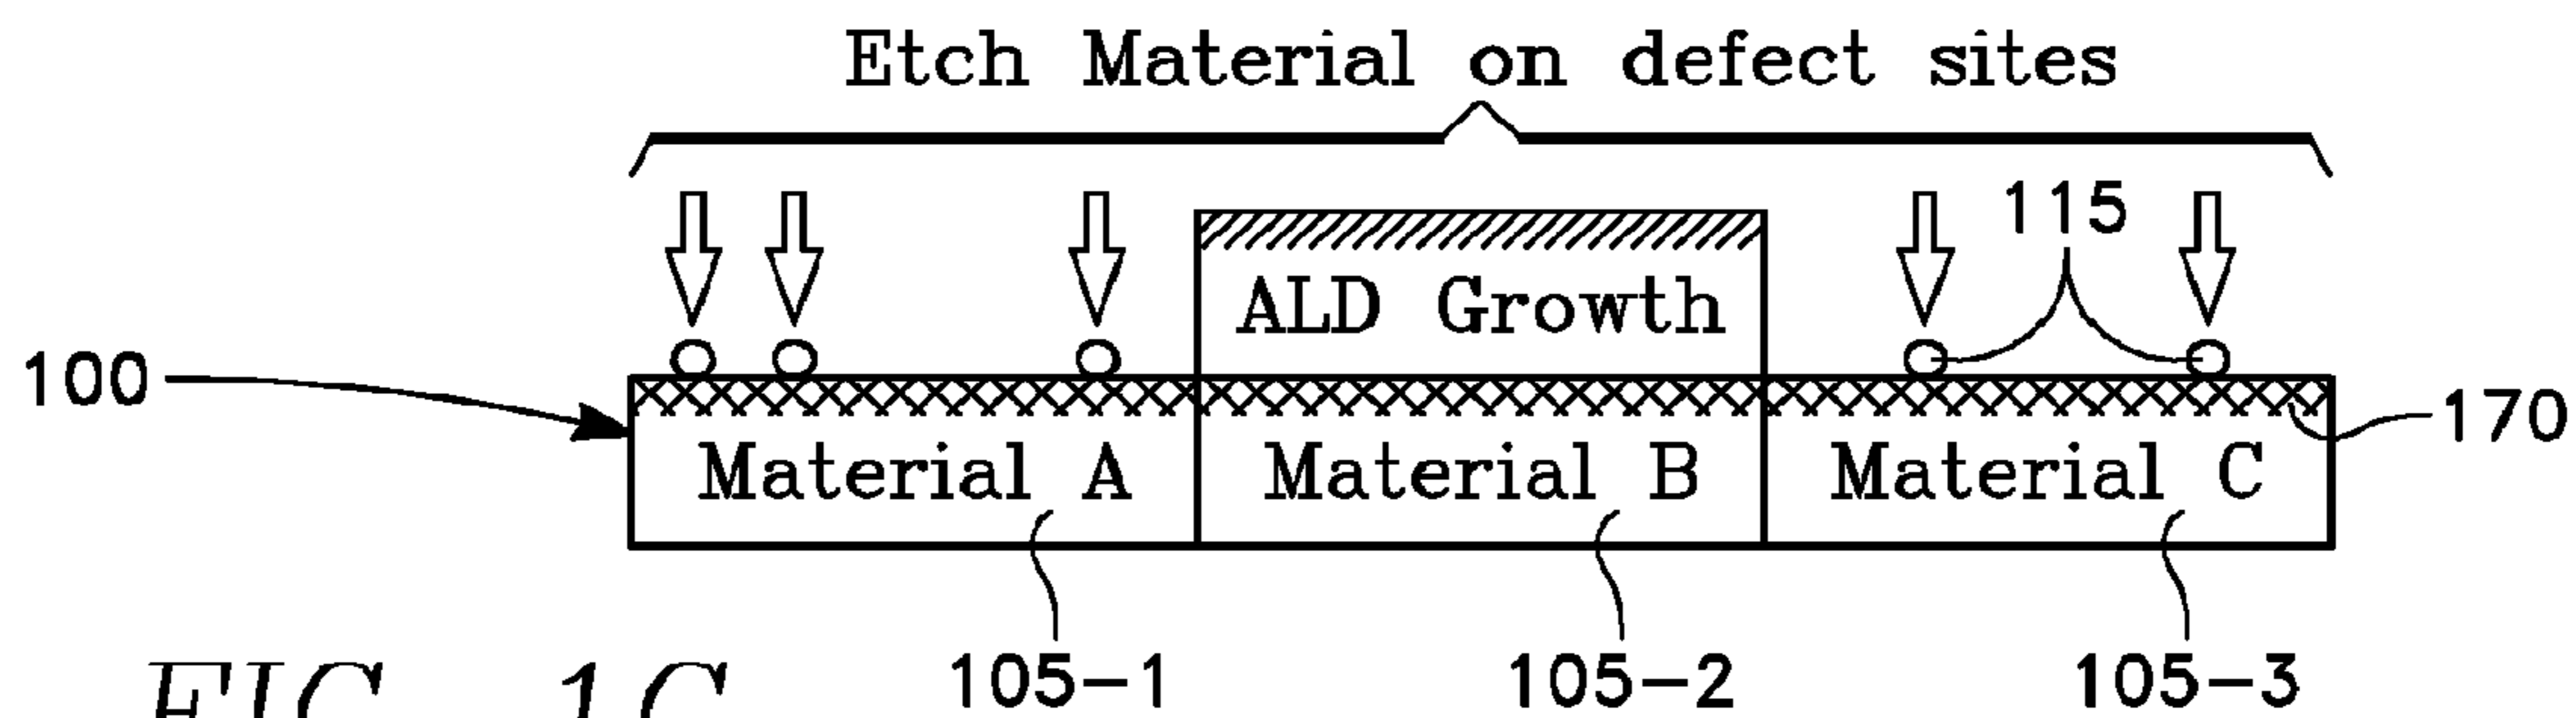 Etch Material on defect sites
115
ALD Growth
100
170
Material A Material B Material C
105-1 105-2 105-3
FIG. 1C